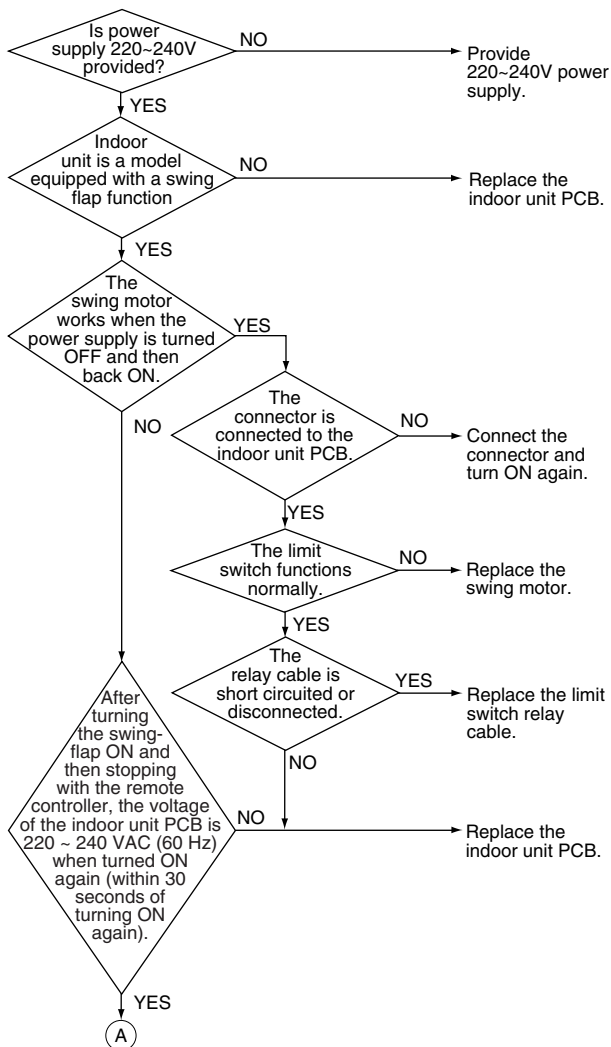 Is power
supply 220~240V
provided?
NO
Provide
220~240V power
supply.
YES
Indoor
unit is a model
equipped with a swing
flap function
NO
Replace the
indoor unit PCB.
YES
The
swing motor
works when the
power supply is turned
OFF and then
back ON.
YES
NO
The
connector is
connected to the
indoor unit PCB.
NO
Connect the
connector and
turn ON again.
YES
The limit
switch functions
normally.
NO
Replace the
swing motor.
YES
The
relay cable is
short circuited or
disconnected.
YES
Replace the limit
switch relay
cable.
NO
After
turning
the swing-
flap ON and
then stopping
with the remote
controller, the voltage
of the indoor unit PCB is
220 ~ 240 VAC (60 Hz)
when turned ON
again (within 30
seconds of
turning ON
again).
NO
Replace the
indoor unit PCB.
YES
A